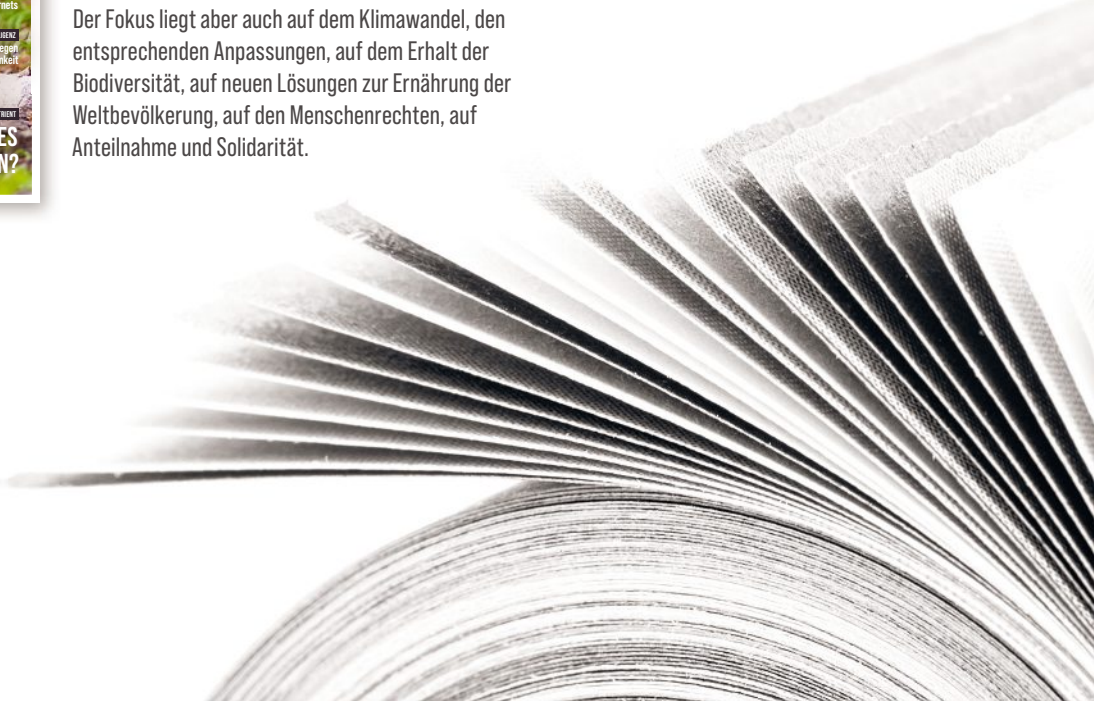 Der Fokus liegt aber auch auf dem Klimawandel, den
entsprechenden Anpassungen, auf dem Erhalt der
Biodiversität, auf neuen Lösungen zur Ernährung der
Weltbevölkerung, auf den Menschenrechten, auf
Anteilnahme und Solidarität.